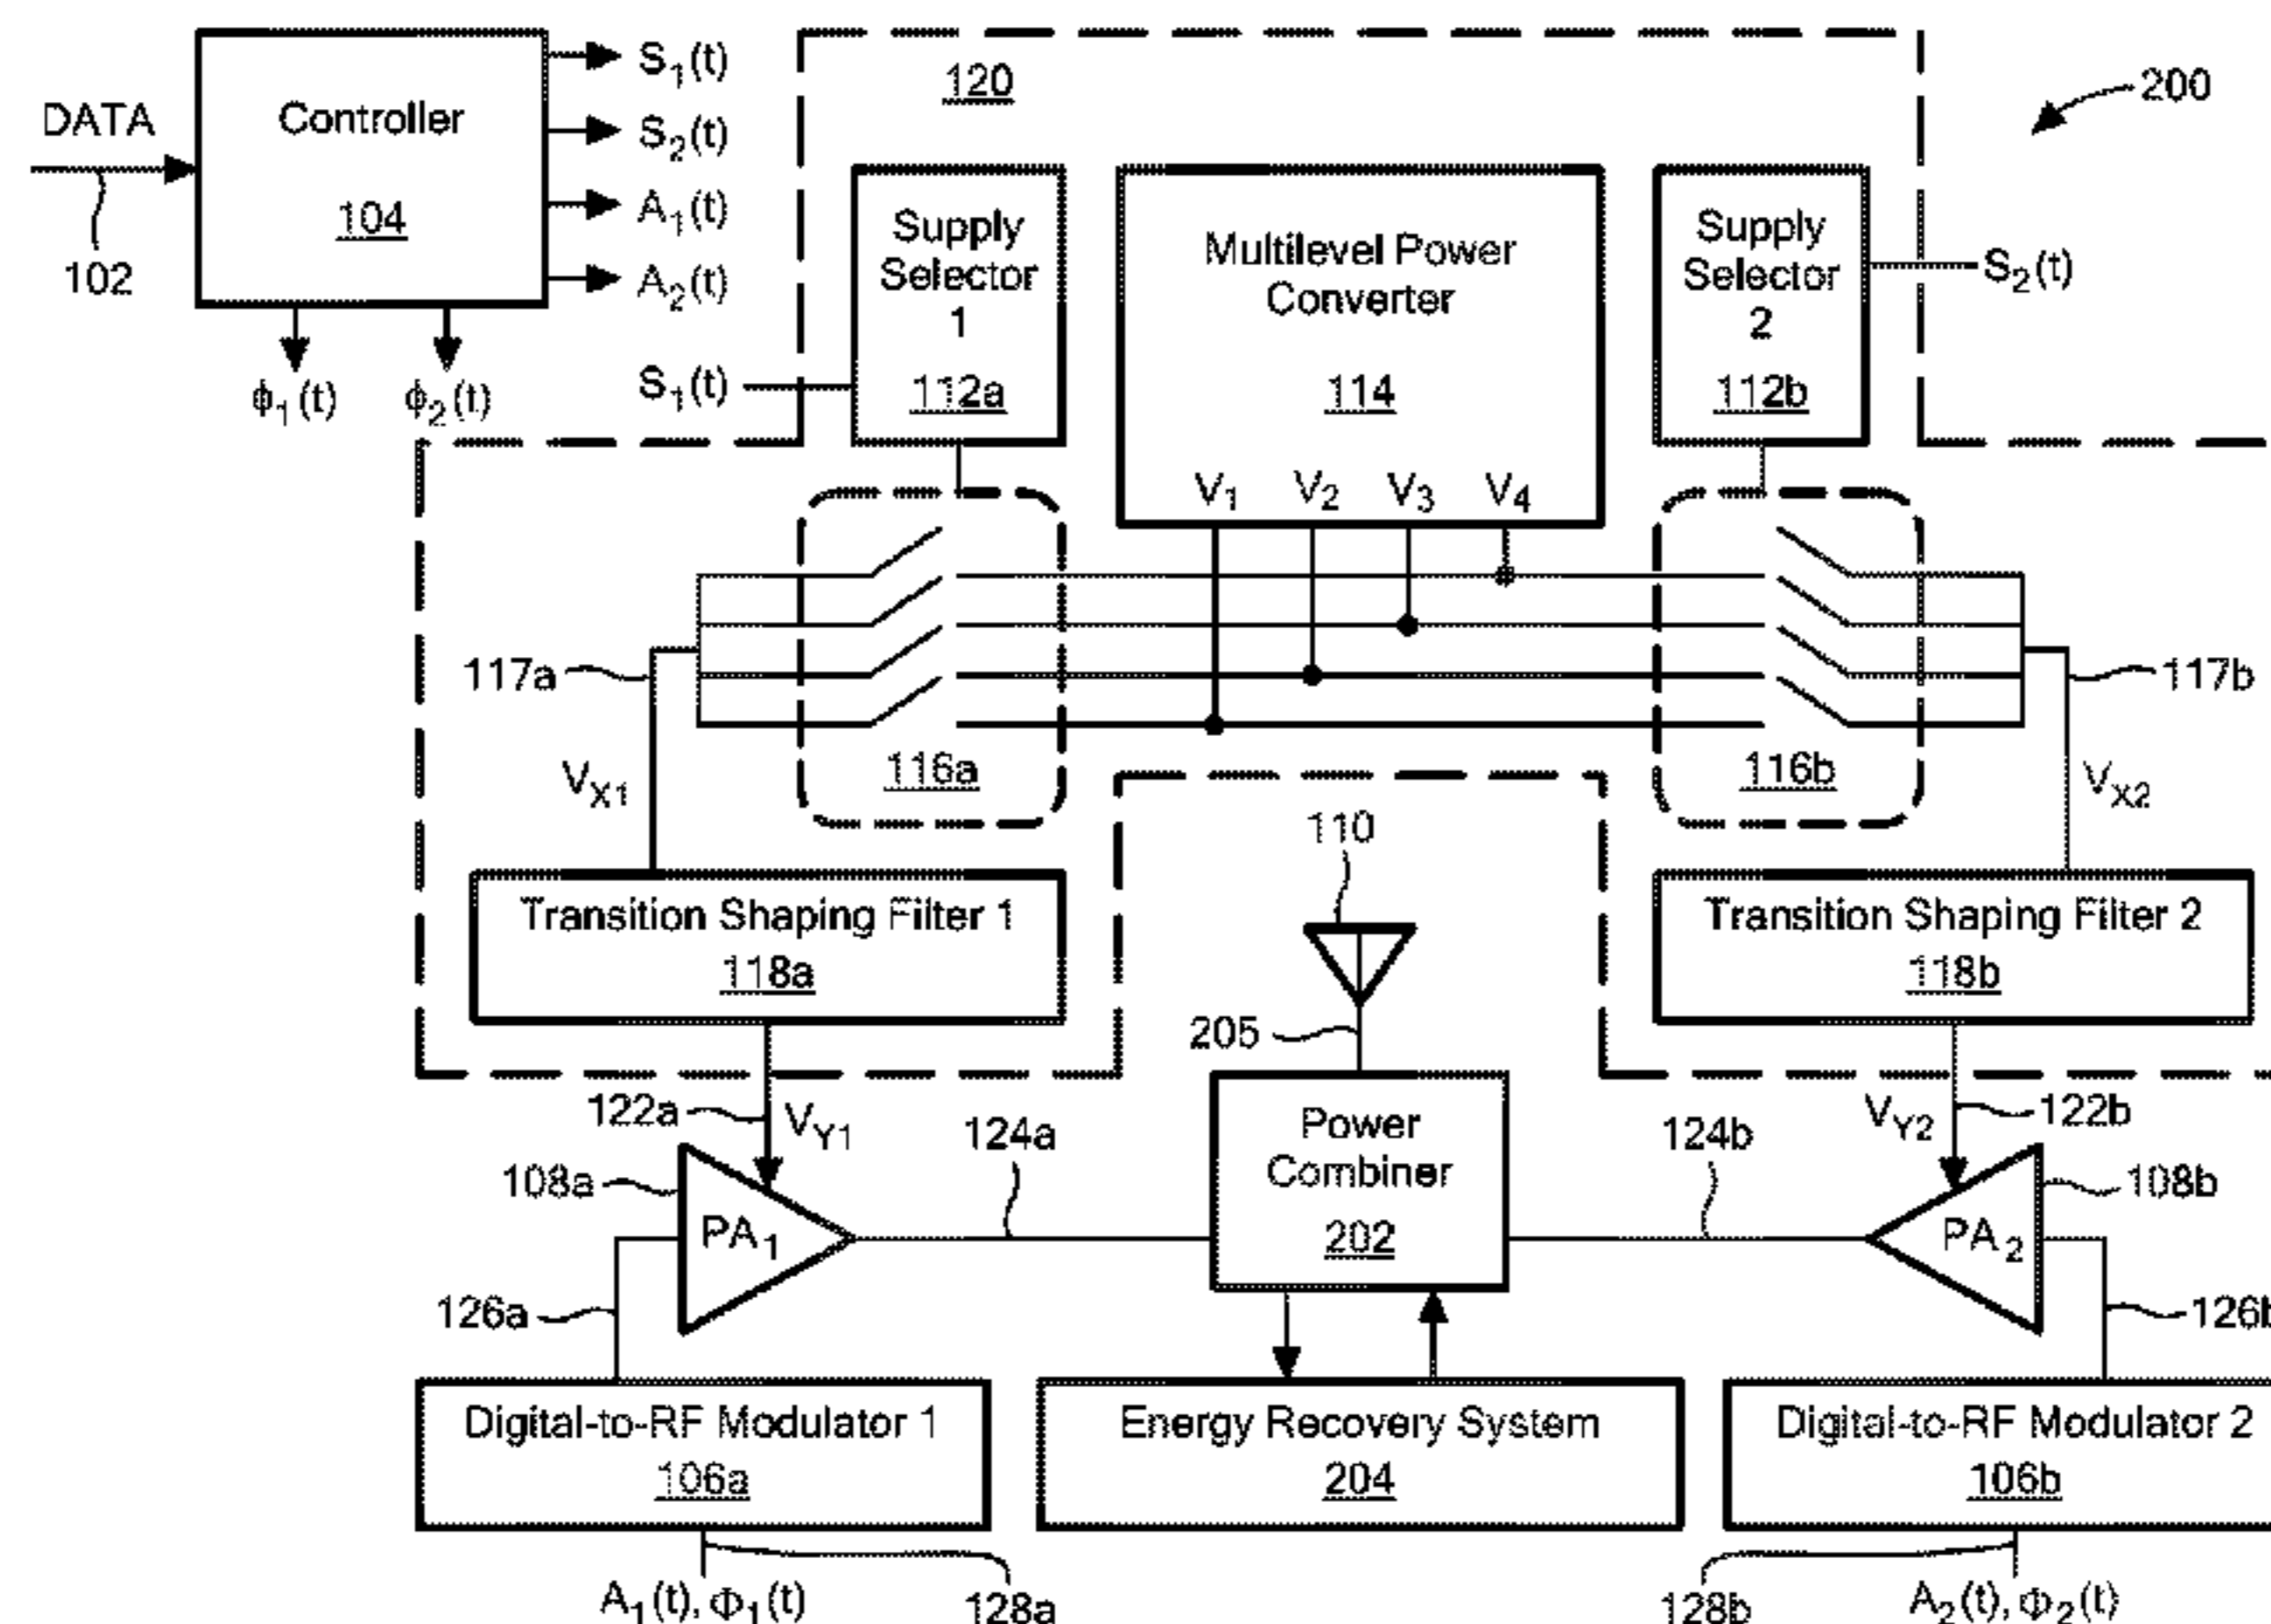 DATA
102
Controller
104
S1(t)
S2(t)
A1(t)
A2(t)
ϕ1(t)
ϕ2(t)
120
200
Supply
Selector
1
112a
S1(t)
Multilevel Power
Converter
114
V1 V2 V3 V4
Supply
Selector
2
112b
S2(t)
117a
117b
116a
116b
VX1
VX2
Transition Shaping Filter 1
118a
110
Transition Shaping Filter 2
118b
205
122a
VY1
124a
Power
Combiner
202
124b
VY2
122b
108a
PA1
PA2
108b
126a
126b
Digital-to-RF Modulator 1
106a
Energy Recovery System
204
Digital-to-RF Modulator 2
106b
A1(t), Φ1(t)
128a
128b
A2(t), Φ2(t)